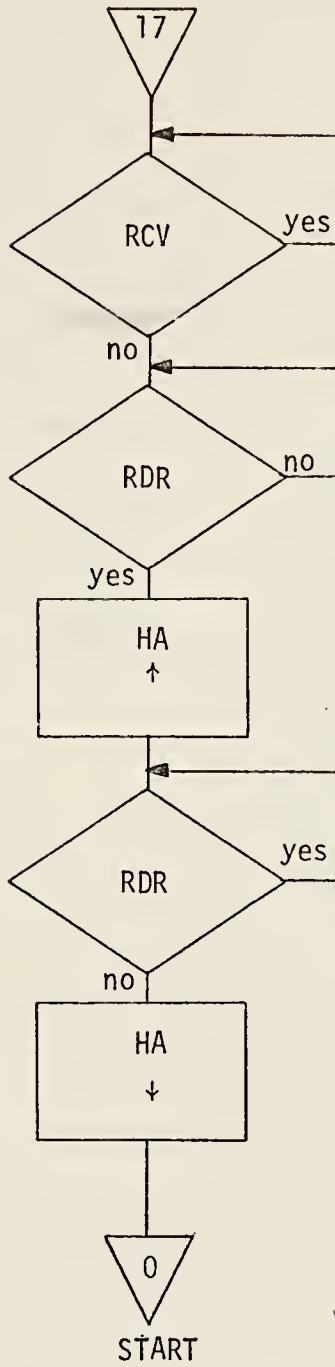 17
RCV
yes
no
RDR
no
yes
HA
↑
RDR
yes
no
HA
↓
0
START